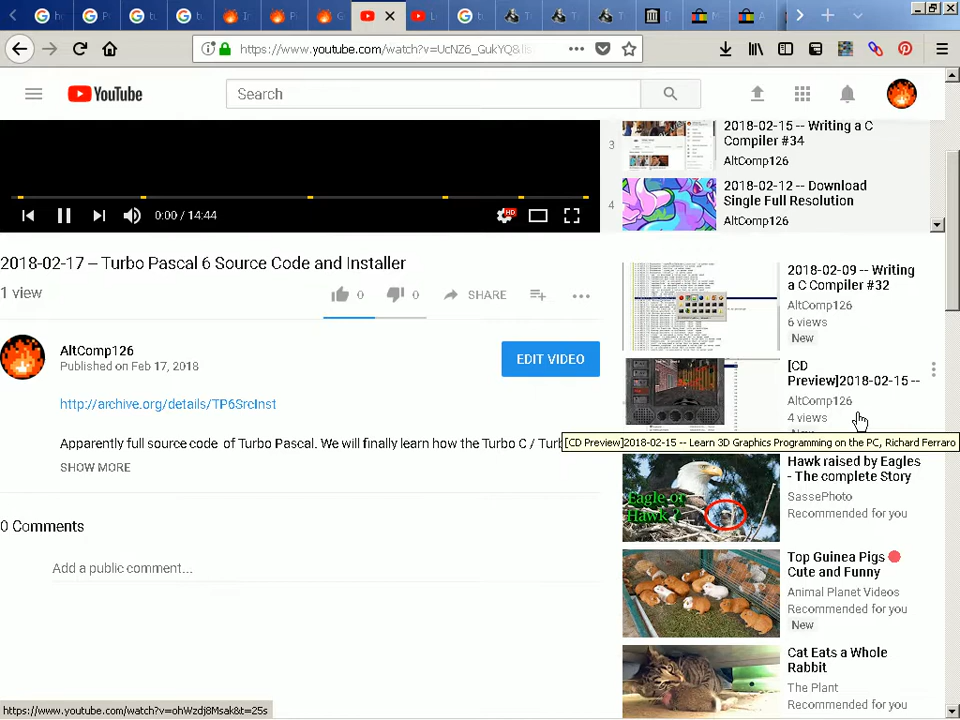 https://www.youtube.com/watch?v=UcNZ6_GukYQ&lis
YouTube
Search
3
2018-02-15 -- Writing a C
Compiler #34
AltComp126
4
2018-02-12 -- Download
Single Full Resolution
AltComp126
0:00 / 14:44
HD
2018-02-17 -- Turbo Pascal 6 Source Code and Installer
1 view
0
0
SHARE
AltComp126
Published on Feb 17, 2018
EDIT VIDEO
http://archive.org/details/TP6SrcInst
Apparently full source code of Turbo Pascal. We will finally learn how the Turbo C / Turb
SHOW MORE
0 Comments
Add a public comment...
2018-02-09 -- Writing
a C Compiler #32
AltComp126
6 views
New
[CD
Preview]2018-02-15 --
AltComp126
4 views
[CD Preview]2018-02-15 -- Learn 3D Graphics Programming on the PC, Richard Ferraro
Eagle or
Hawk ?
Hawk raised by Eagles
- The complete Story
SassePhoto
Recommended for you
Top Guinea Pigs
Cute and Funny
Animal Planet Videos
Recommended for you
New
Cat Eats a Whole
Rabbit
The Plant
https://www.youtube.com/watch?v=ohWzdj8Msak&t=25s